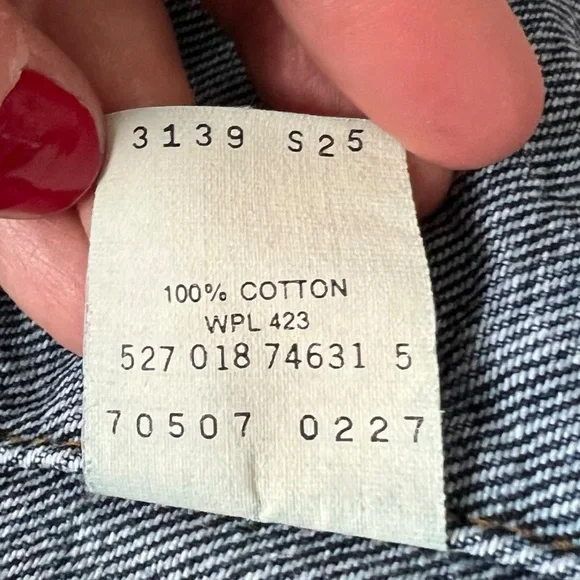 3139 S25
100% COTTON
WPL 423
527 018 74631 5
70507 0227